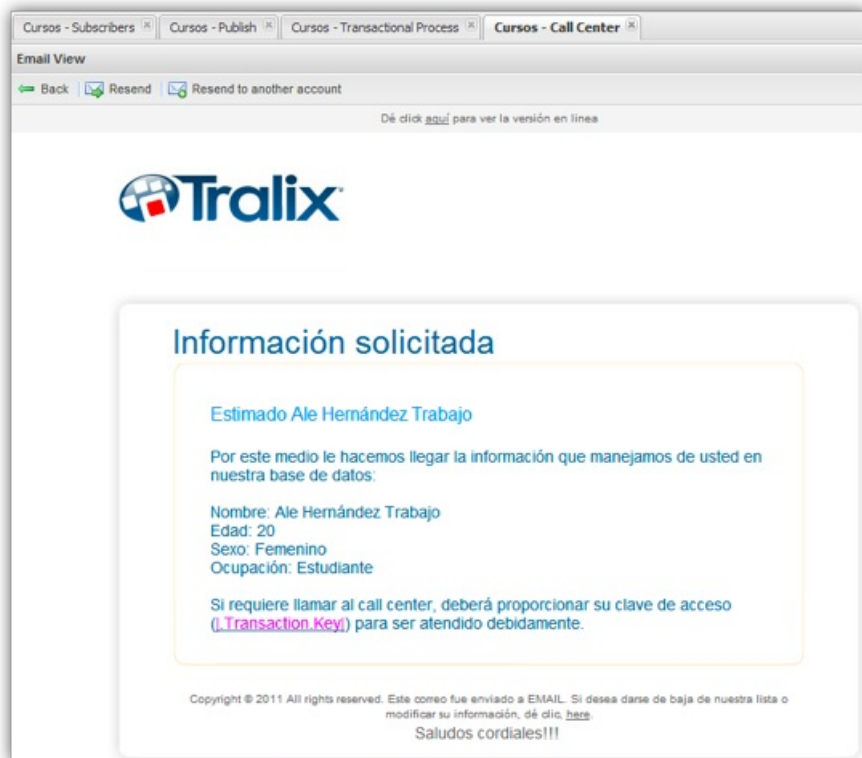 Cursos - Subscribers
Cursos - Publish
Cursos - Transactional Process
Cursos - Call Center
Email View
Back
Resend
Resend to another account
Dé click aquí para ver la versión en línea
Tralix
Información solicitada
Estimado Ale Hernández Trabajo
Por este medio le hacemos llegar la información que manejamos de usted en
nuestra base de datos:
Nombre: Ale Hernández Trabajo
Edad: 20
Sexo: Femenino
Ocupación: Estudiante
Si requiere llamar al call center, deberá proporcionar su clave de acceso
(|.Transaction.Key|) para ser atendido debidamente.
Copyright © 2011 All rights reserved. Este correo fue enviado a EMAIL. Si desea darse de baja de nuestra lista o
modificar su información, dé clic, here.
Saludos cordiales!!!